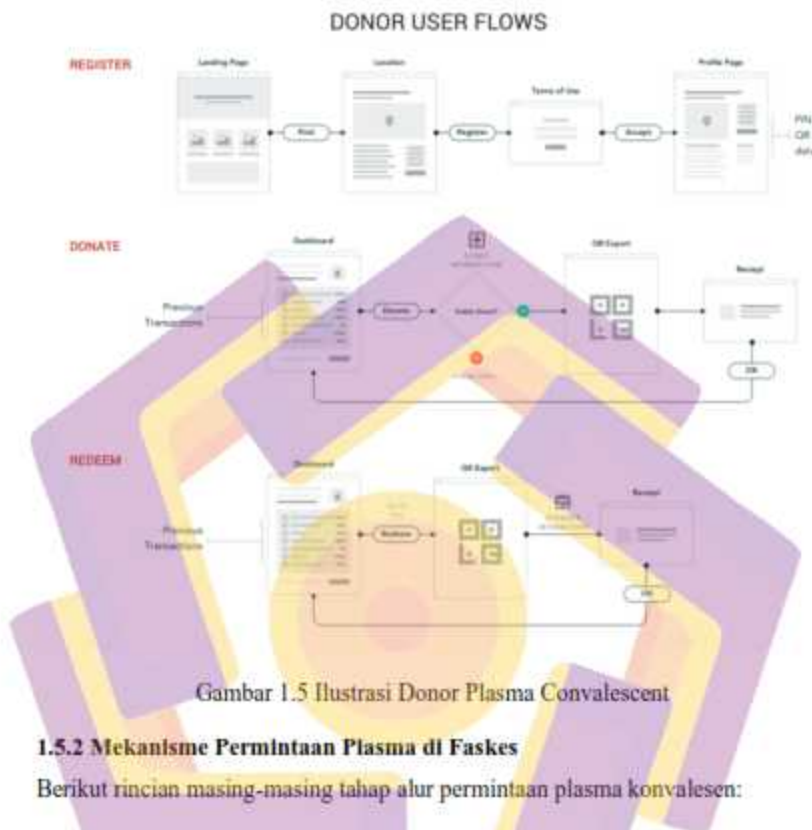 DONOR USER FLOWS
REGISTER
Landing Page
Location
Terms of Use
Profile Page
Find
Register
Accept
QR
DONATE
Dashboard
QR Export
Receipt
Previous
Transactions
Donate
OK
REDEEM
Dashboard
QR Export
Receipt
Previous
Transactions
Redeem
OK
Gambar 1.5 Ilustrasi Donor Plasma Convalescent
1.5.2 Mekanisme Permintaan Plasma di Faskes
Berikut rincian masing-masing tahap alur permintaan plasma konvalesen: